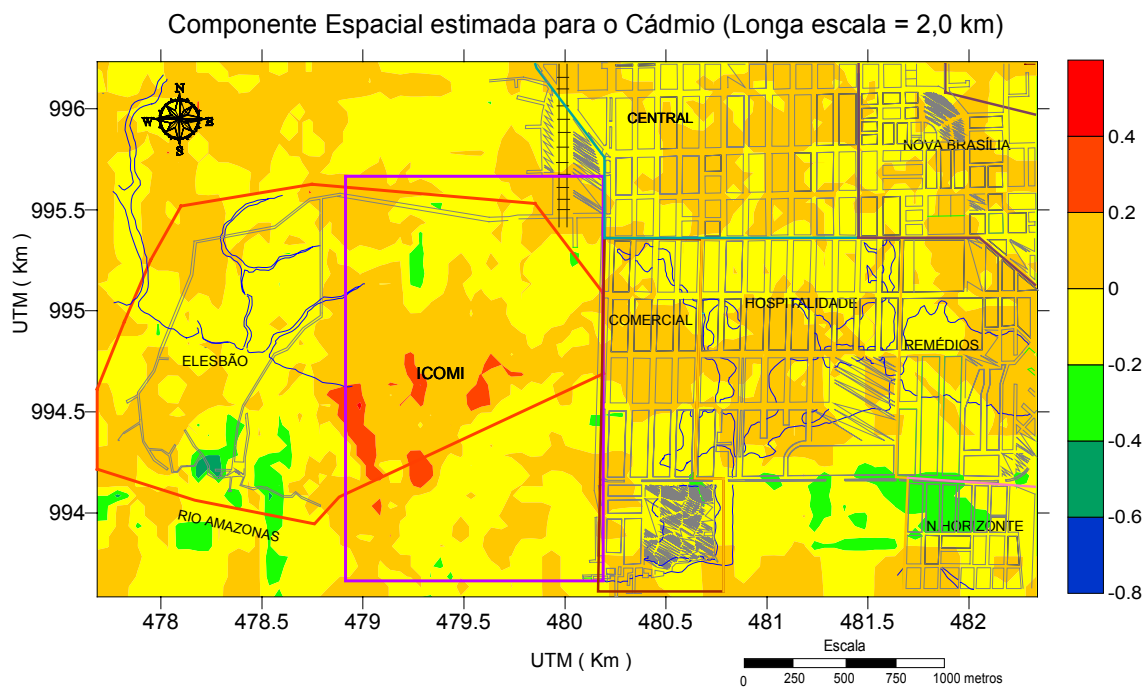 Componente Espacial estimada para o Cádmio (Longa escala = 2,0 km)
N
W E
S
CENTRAL
NOVA BRASÍLIA
ELESBÃO
ICOMI
COMERCIAL
HOSPITALIDADE
REMÉDIOS
RIO AMAZONAS
N.HORIZONTE
UTM ( Km )
996
995.5
995
994.5
994
478
478.5
479
479.5
480
480.5
481
481.5
482
UTM ( Km )
0.4
0.2
0
-0.2
-0.4
-0.6
-0.8
Escala
0 250 500 750 1000 metros